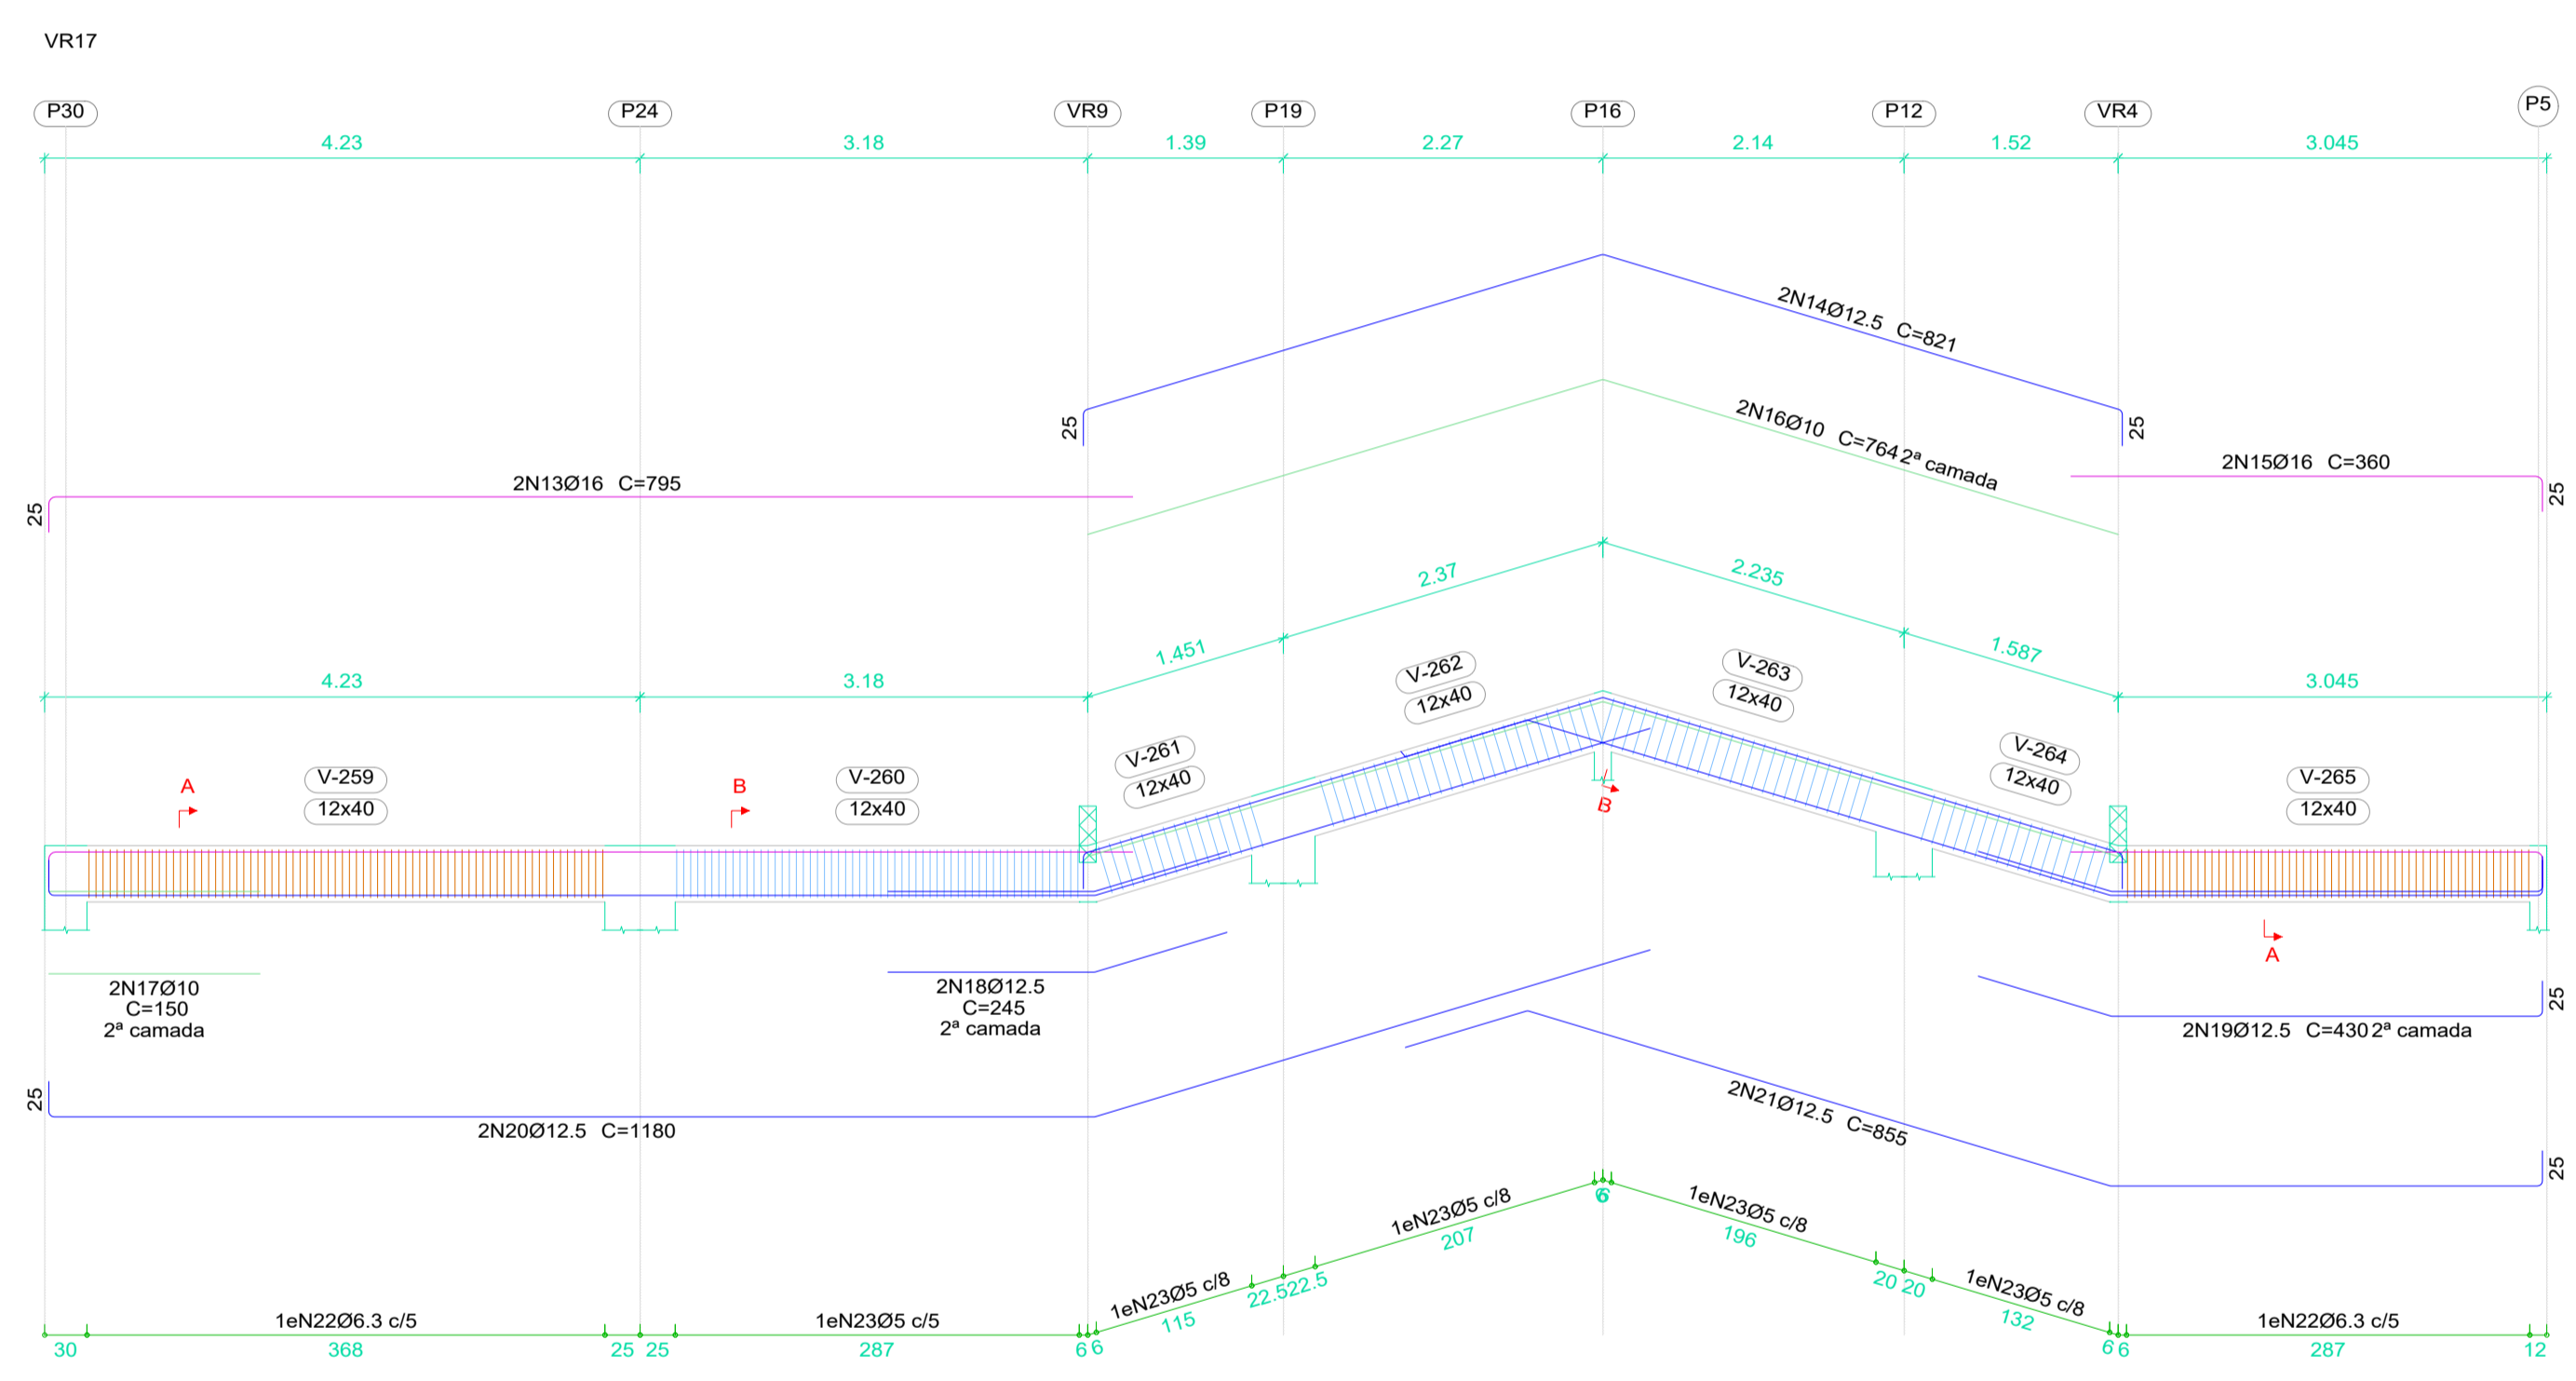 VR17
P30 P24 VR9 P19 P16 P12 VR4 P5
4.23 3.18 1.39 2.27 2.14 1.52 3.045
2N14Ø12.5 C=821
25 25
2N16Ø10 C=764 2ª camada
2N13Ø16 C=795
25
2N15Ø16 C=360
25
2.37 2.235
1.451 1.587
4.23 3.18 3.045
V-262
12x40
V-263
12x40
V-261
12x40
V-264
12x40
A
V-259
12x40
B
V-260
12x40
V-265
12x40
B
A
2N17Ø10
C=150
2ª camada
2N18Ø12.5
C=245
2ª camada
25
2N19Ø12.5 C=430 2ª camada
25
2N20Ø12.5 C=1180
2N21Ø12.5 C=855
25
1eN23Ø5 c/8
207
6 6
1eN23Ø5 c/8
196
1eN23Ø5 c/8
115
22.5 22.5
20 20
1eN23Ø5 c/8
132
1eN22Ø6.3 c/5 1eN23Ø5 c/5 1eN22Ø6.3 c/5
30 368 25 25 287 6 6 6 6 287 12